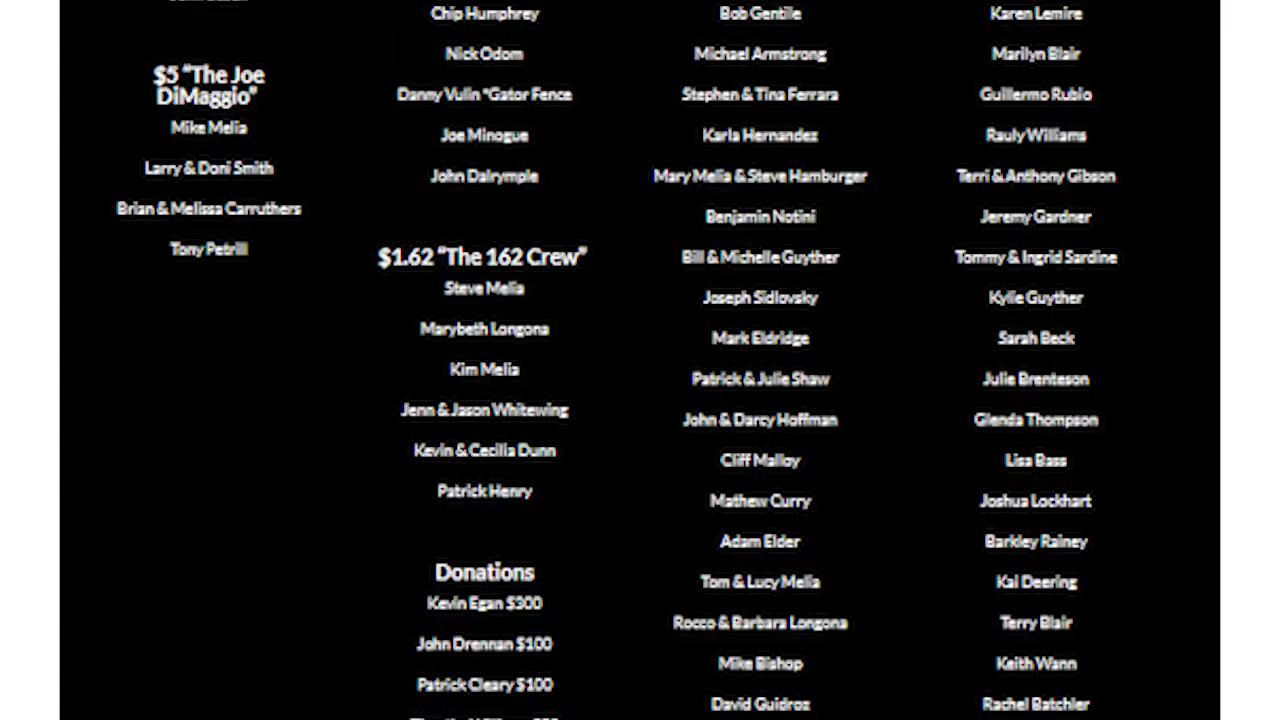 $5 “The Joe
DiMaggio”
Mike Melia
Larry & Doni Smith
Brian & Melissa Carruthers
Tony Petrill
Chip Humphrey
Nick Odom
Danny Vulin *Gator Fence
Joe Minogue
John Dalrymple
$1.62 “The 162 Crew”
Steve Melia
Marybeth Longona
Kim Melia
Jenn & Jason Whitewing
Kevin & Cecilia Dunn
Patrick Henry
Donations
Kevin Egan $300
John Drennan $100
Patrick Cleary $100
Bob Gentile
Michael Armstrong
Stephen & Tina Ferrara
Karla Hernandez
Mary Melia & Steve Hamburger
Benjamin Notini
Bill & Michelle Guyther
Joseph Sidlovsky
Mark Eldridge
Patrick & Julie Shaw
John & Darcy Hoffman
Cliff Malloy
Mathew Curry
Adam Elder
Tom & Lucy Melia
Rocco & Barbara Longona
Mike Bishop
David Guidroz
Karen Lemire
Marilyn Blair
Guillermo Rubio
Rauly Williams
Terri & Anthony Gibson
Jeremy Gardner
Tommy & Ingrid Sardine
Kylie Guyther
Sarah Beck
Julie Brenteson
Glenda Thompson
Lisa Bass
Joshua Lockhart
Barkley Rainey
Kai Deering
Terry Blair
Keith Wann
Rachel Batchler